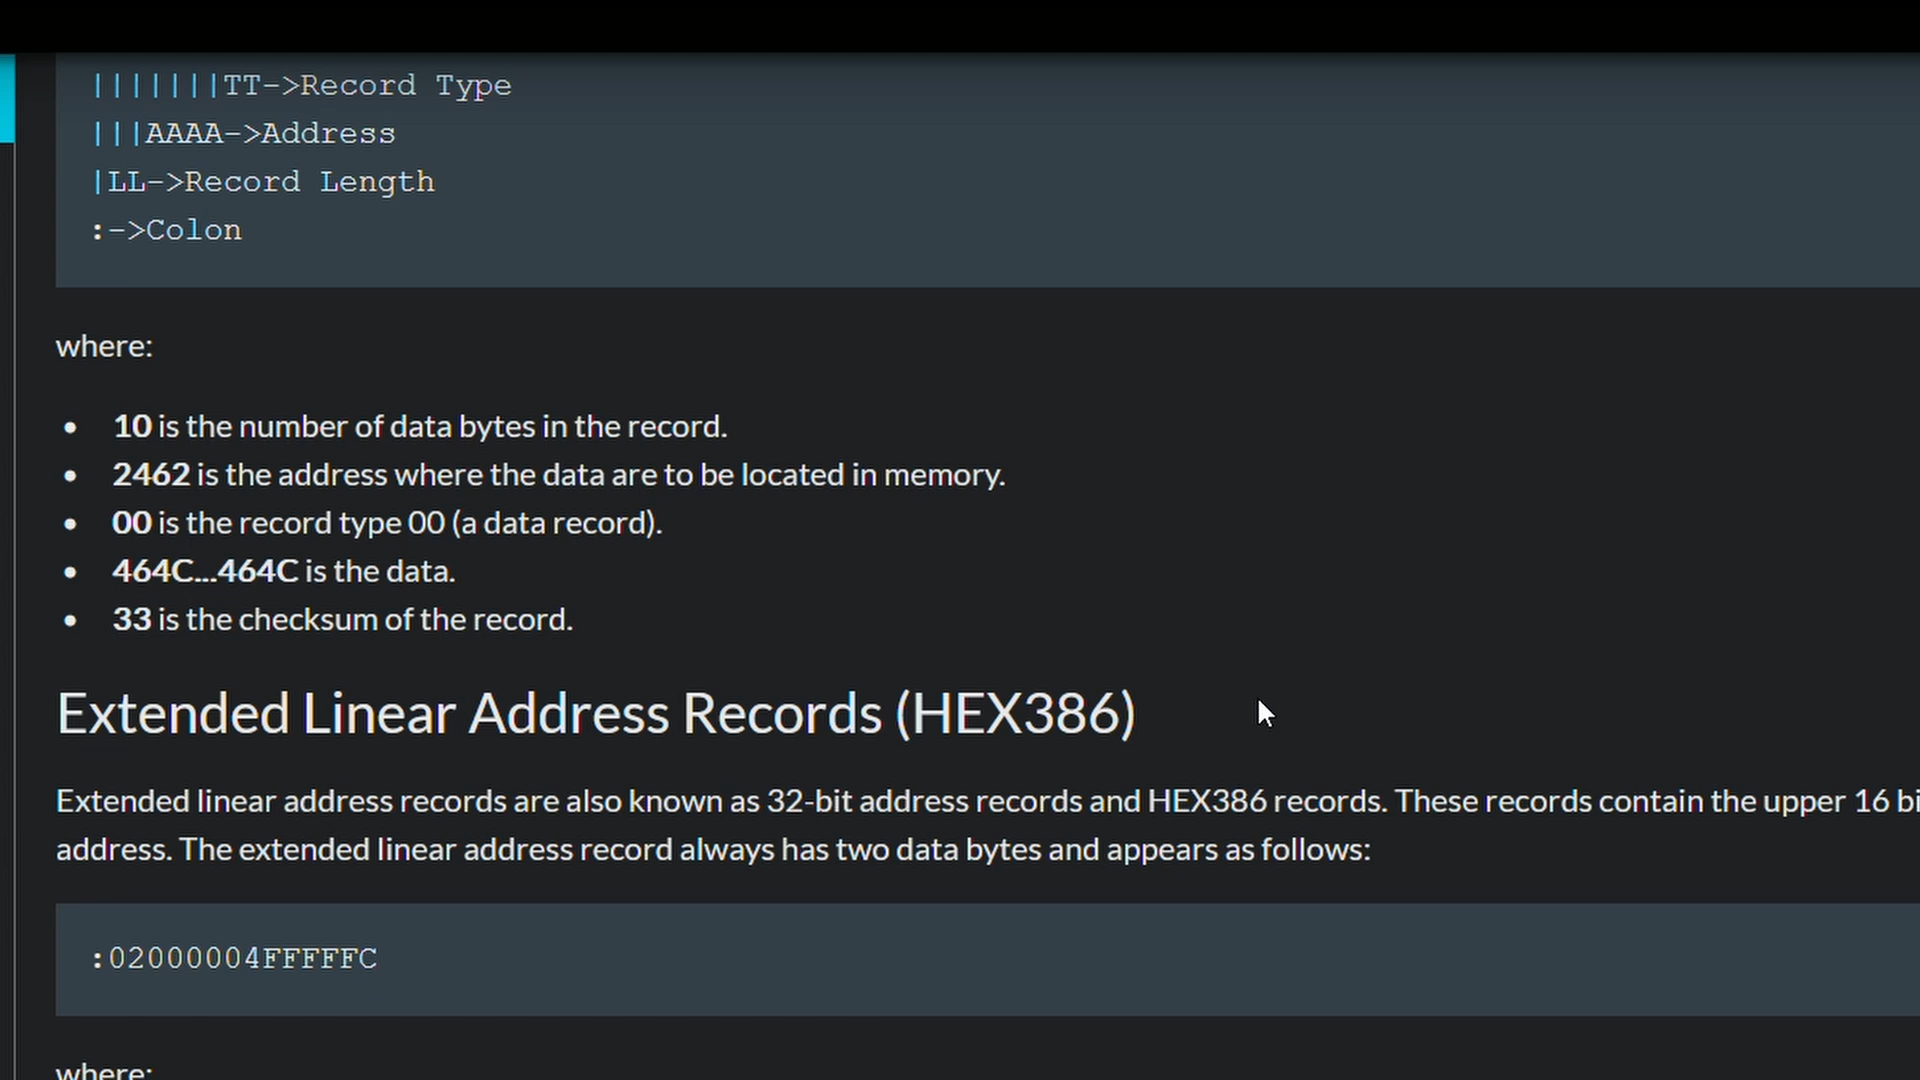 |||||||TT->Record Type
|||AAAA->Address
|LL->Record Length
:->Colon
where:
• 10 is the number of data bytes in the record.
• 2462 is the address where the data are to be located in memory.
• 00 is the record type 00 (a data record).
• 464C...464C is the data.
• 33 is the checksum of the record.
Extended Linear Address Records (HEX386)
Extended linear address records are also known as 32-bit address records and HEX386 records. These records contain the upper 16 bi
address. The extended linear address record always has two data bytes and appears as follows:
:02000004FFFFFC
where: